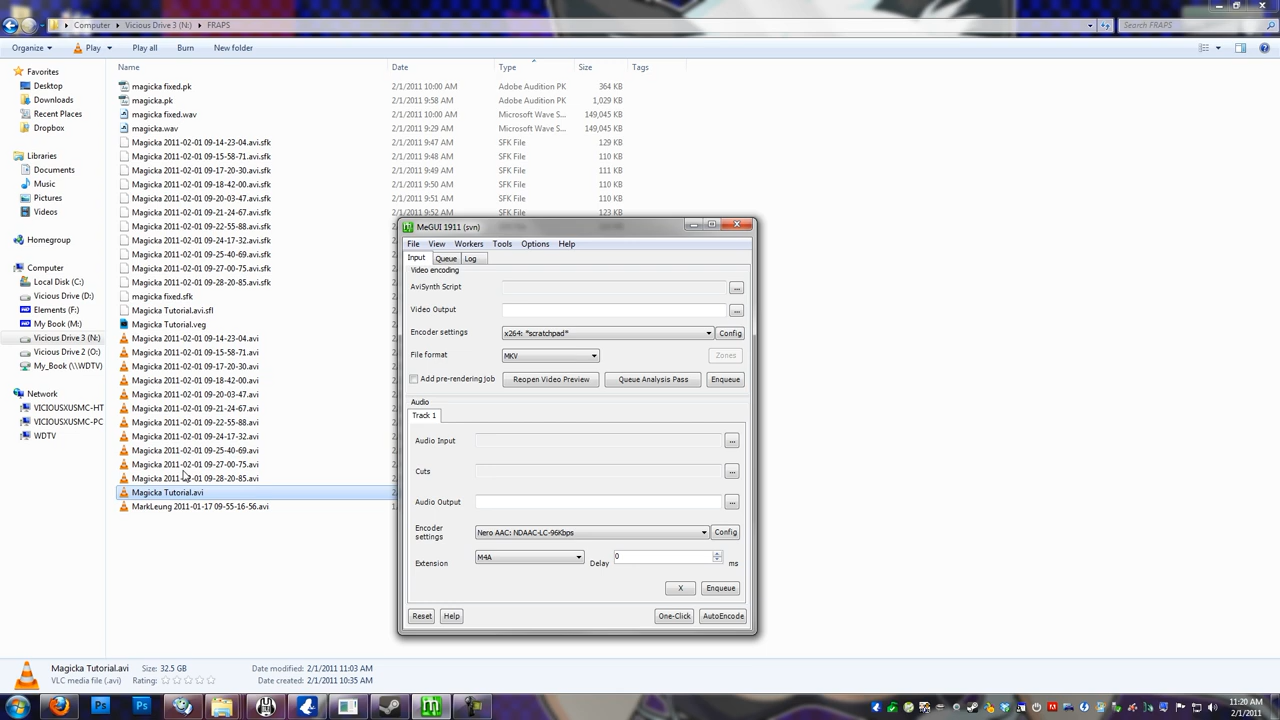 Computer ▸ Vicious Drive 3 (N:) ▸ FRAPS
Search FRAPS
Organize Play Play all Burn New folder
Name Date Type Size Tags
Favorites
Desktop
Downloads
Recent Places
Dropbox
Libraries
Documents
Music
Pictures
Videos
Homegroup
Computer
Local Disk (C:)
Vicious Drive (D:)
Elements (F:)
My Book (M:)
Vicious Drive 3 (N:)
Vicious Drive 2 (O:)
My_Book (\\WDTV)
Network
VICIOUSXUSMC-HT
VICIOUSXUSMC-PC
WDTV
magicka fixed.pk 2/1/2011 10:00 AM Adobe Audition PK 364 KB
magicka.pk 2/1/2011 9:58 AM Adobe Audition PK 1,029 KB
magicka fixed.wav 2/1/2011 10:00 AM Microsoft Wave S... 149,045 KB
magicka.wav 2/1/2011 9:29 AM Microsoft Wave S... 149,045 KB
Magicka 2011-02-01 09-14-23-04.avi.sfk 2/1/2011 9:47 AM SFK File 129 KB
Magicka 2011-02-01 09-15-58-71.avi.sfk 2/1/2011 9:48 AM SFK File 110 KB
Magicka 2011-02-01 09-17-20-30.avi.sfk 2/1/2011 9:49 AM SFK File 111 KB
Magicka 2011-02-01 09-18-42-00.avi.sfk 2/1/2011 9:50 AM SFK File 110 KB
Magicka 2011-02-01 09-20-03-47.avi.sfk 2/1/2011 9:51 AM SFK File 110 KB
Magicka 2011-02-01 09-21-24-67.avi.sfk 2/1/2011 9:52 AM SFK File 123 KB
Magicka 2011-02-01 09-22-55-88.avi.sfk
Magicka 2011-02-01 09-24-17-32.avi.sfk
Magicka 2011-02-01 09-25-40-69.avi.sfk
Magicka 2011-02-01 09-27-00-75.avi.sfk
Magicka 2011-02-01 09-28-20-85.avi.sfk
magicka fixed.sfk
Magicka Tutorial.avi.sfl
Magicka Tutorial.veg
Magicka 2011-02-01 09-14-23-04.avi
Magicka 2011-02-01 09-15-58-71.avi
Magicka 2011-02-01 09-17-20-30.avi
Magicka 2011-02-01 09-18-42-00.avi
Magicka 2011-02-01 09-20-03-47.avi
Magicka 2011-02-01 09-21-24-67.avi
Magicka 2011-02-01 09-22-55-88.avi
Magicka 2011-02-01 09-24-17-32.avi
Magicka 2011-02-01 09-25-40-69.avi
Magicka 2011-02-01 09-27-00-75.avi
Magicka 2011-02-01 09-28-20-85.avi
Magicka Tutorial.avi
MarkLeung 2011-01-17 09-55-16-56.avi
MeGUI 1911 (svn)
File View Workers Tools Options Help
Input Queue Log
Video encoding
AviSynth Script ...
Video Output ...
Encoder settings x264: *scratchpad* Config
File format MKV Zones
Add pre-rendering job Reopen Video Preview Queue Analysis Pass Enqueue
Audio
Track 1
Audio Input ...
Cuts ...
Audio Output ...
Encoder settings Nero AAC: NDAAC-LC-96Kbps Config
Extension M4A Delay 0 ms
X Enqueue
Reset Help One-Click AutoEncode
Magicka Tutorial.avi Size: 32.5 GB Date modified: 2/1/2011 11:03 AM
VLC media file (.avi) Rating: Date created: 2/1/2011 10:35 AM
11:20 AM
2/1/2011